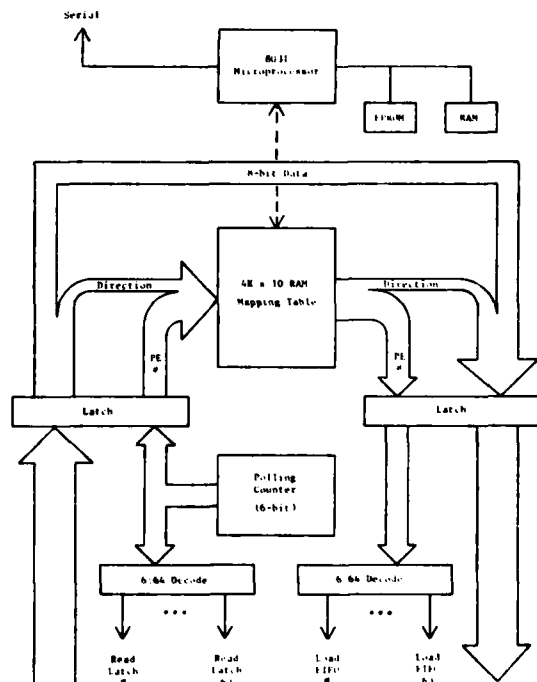 Serial
8031
Microprocessor
EPROM
RAM
8-bit Data
Direction
4K x 10 RAM
Mapping Table
Direction
PE
#
PE
#
Latch
Latch
Polling
Counter
(6-bit)
6:64 Decode
6:64 Decode
•••
•••
Read
Latch
Read
Latch
Load
FIFO
Load
FIFO